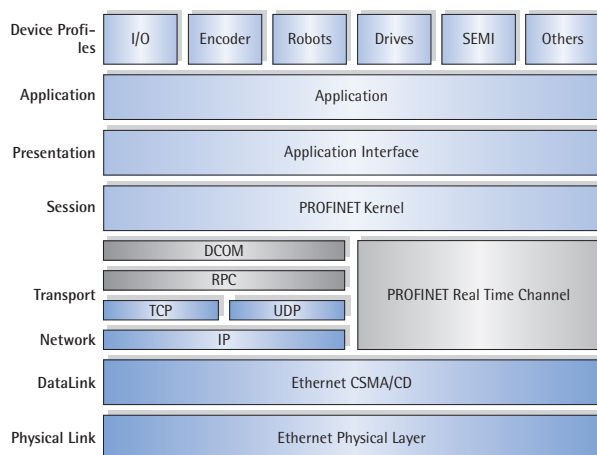 Device Profi-
les
I/O
Encoder
Robots
Drives
SEMI
Others
Application
Application
Presentation
Application Interface
Session
PROFINET Kernel
DCOM
RPC
PROFINET Real Time Channel
Transport
TCP
UDP
Network
IP
DataLink
Ethernet CSMA/CD
Physical Link
Ethernet Physical Layer